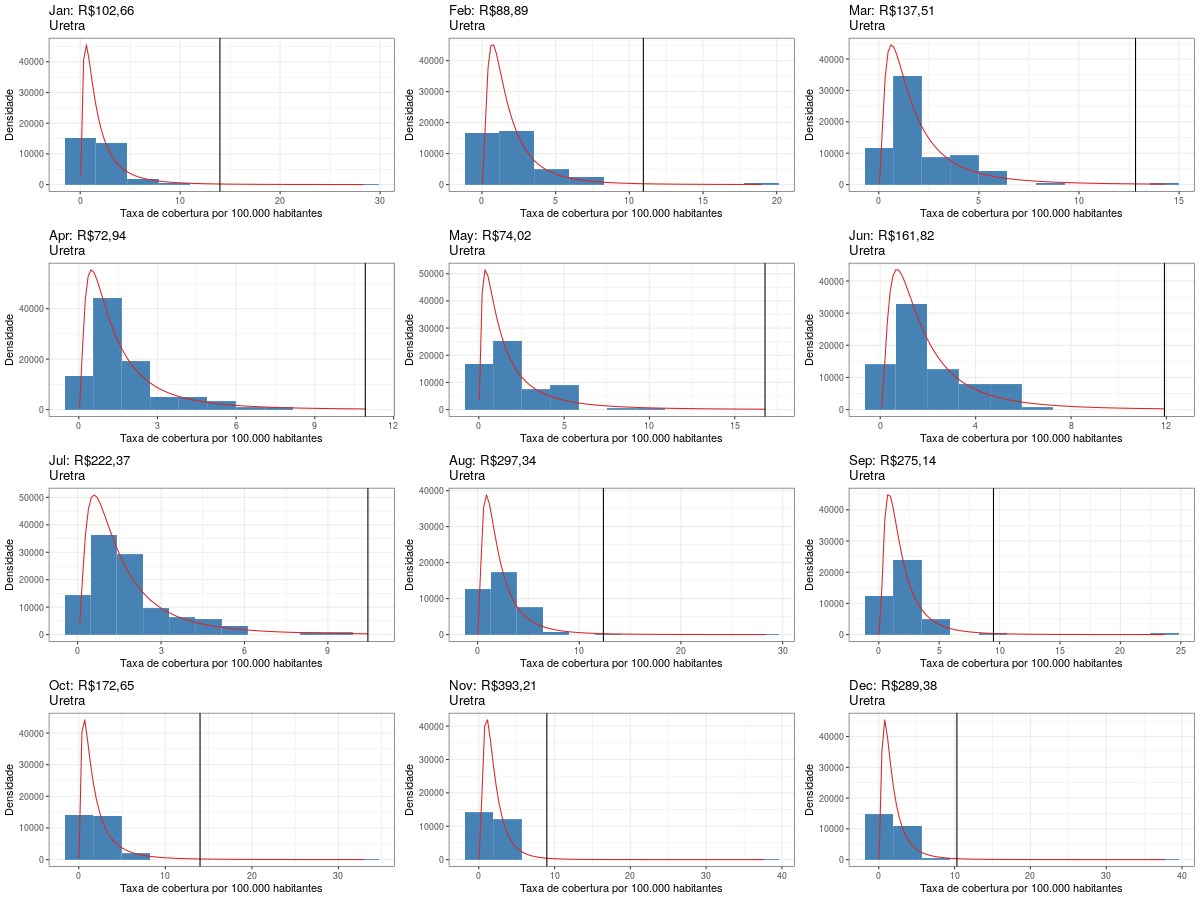 Jan: R$102,66
Uretra
Densidade
40000
30000
20000
10000
0
0 10 20 30
Taxa de cobertura por 100.000 habitantes
Feb: R$88,89
Uretra
Densidade
40000
30000
20000
10000
0
0 5 10 15 20
Taxa de cobertura por 100.000 habitantes
Mar: R$137,51
Uretra
Densidade
40000
30000
20000
10000
0
0 5 10 15
Taxa de cobertura por 100.000 habitantes
Apr: R$72,94
Uretra
Densidade
40000
20000
0
0 3 6 9 12
Taxa de cobertura por 100.000 habitantes
May: R$74,02
Uretra
Densidade
50000
40000
30000
20000
10000
0
0 5 10 15
Taxa de cobertura por 100.000 habitantes
Jun: R$161,82
Uretra
Densidade
40000
30000
20000
10000
0
0 4 8 12
Taxa de cobertura por 100.000 habitantes
Jul: R$222,37
Uretra
Densidade
50000
40000
30000
20000
10000
0
0 3 6 9
Taxa de cobertura por 100.000 habitantes
Aug: R$297,34
Uretra
Densidade
40000
30000
20000
10000
0
0 10 20 30
Taxa de cobertura por 100.000 habitantes
Sep: R$275,14
Uretra
Densidade
40000
30000
20000
10000
0
0 5 10 15 20 25
Taxa de cobertura por 100.000 habitantes
Oct: R$172,65
Uretra
Densidade
40000
30000
20000
10000
0
0 10 20 30
Taxa de cobertura por 100.000 habitantes
Nov: R$393,21
Uretra
Densidade
40000
30000
20000
10000
0
0 10 20 30 40
Taxa de cobertura por 100.000 habitantes
Dec: R$289,38
Uretra
Densidade
40000
30000
20000
10000
0
0 10 20 30 40
Taxa de cobertura por 100.000 habitantes